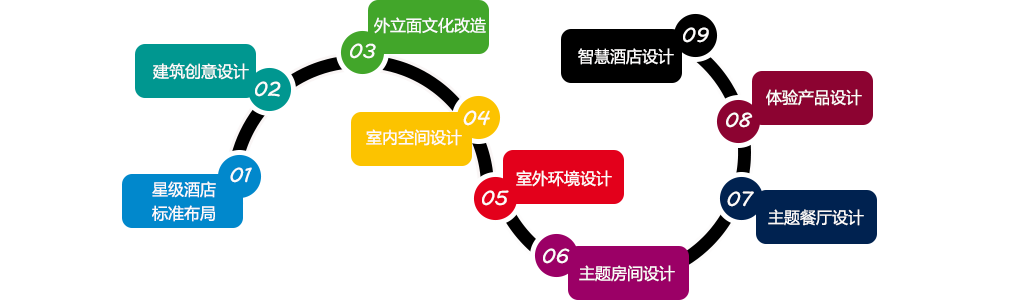 01
星级酒店
标准布局
02
建筑创意设计
03
外立面文化改造
04
室内空间设计
05
室外环境设计
06
主题房间设计
07
主题餐厅设计
08
体验产品设计
09
智慧酒店设计